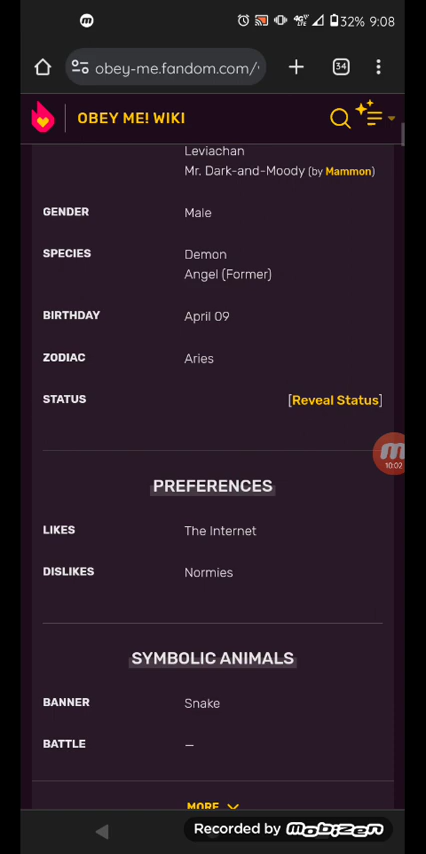 32% 9:08
obey-me.fandom.com/
34
OBEY ME! WIKI
Leviachan
Mr. Dark-and-Moody (by Mammon)
GENDER Male
SPECIES Demon
Angel (Former)
BIRTHDAY April 09
ZODIAC Aries
STATUS [Reveal Status]
10:02
PREFERENCES
LIKES The Internet
DISLIKES Normies
SYMBOLIC ANIMALS
BANNER Snake
BATTLE —
MORE
Recorded by mobizen